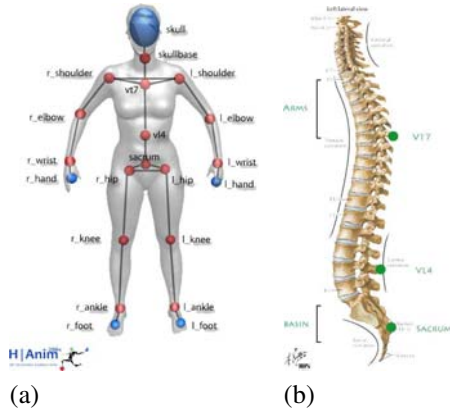 skull
skullbase
r_shoulder
l_shoulder
vt7
r_elbow
l_elbow
vl4
r_wrist
sacrum
l_wrist
r_hand
r_hip
l_hip
l_hand
r_knee
l_knee
r_ankle
l_ankle
r_foot
l_foot
H|Anim
(a)
Left lateral view
ARMS
VT7
VL4
BASIN
SACRUM
(b)